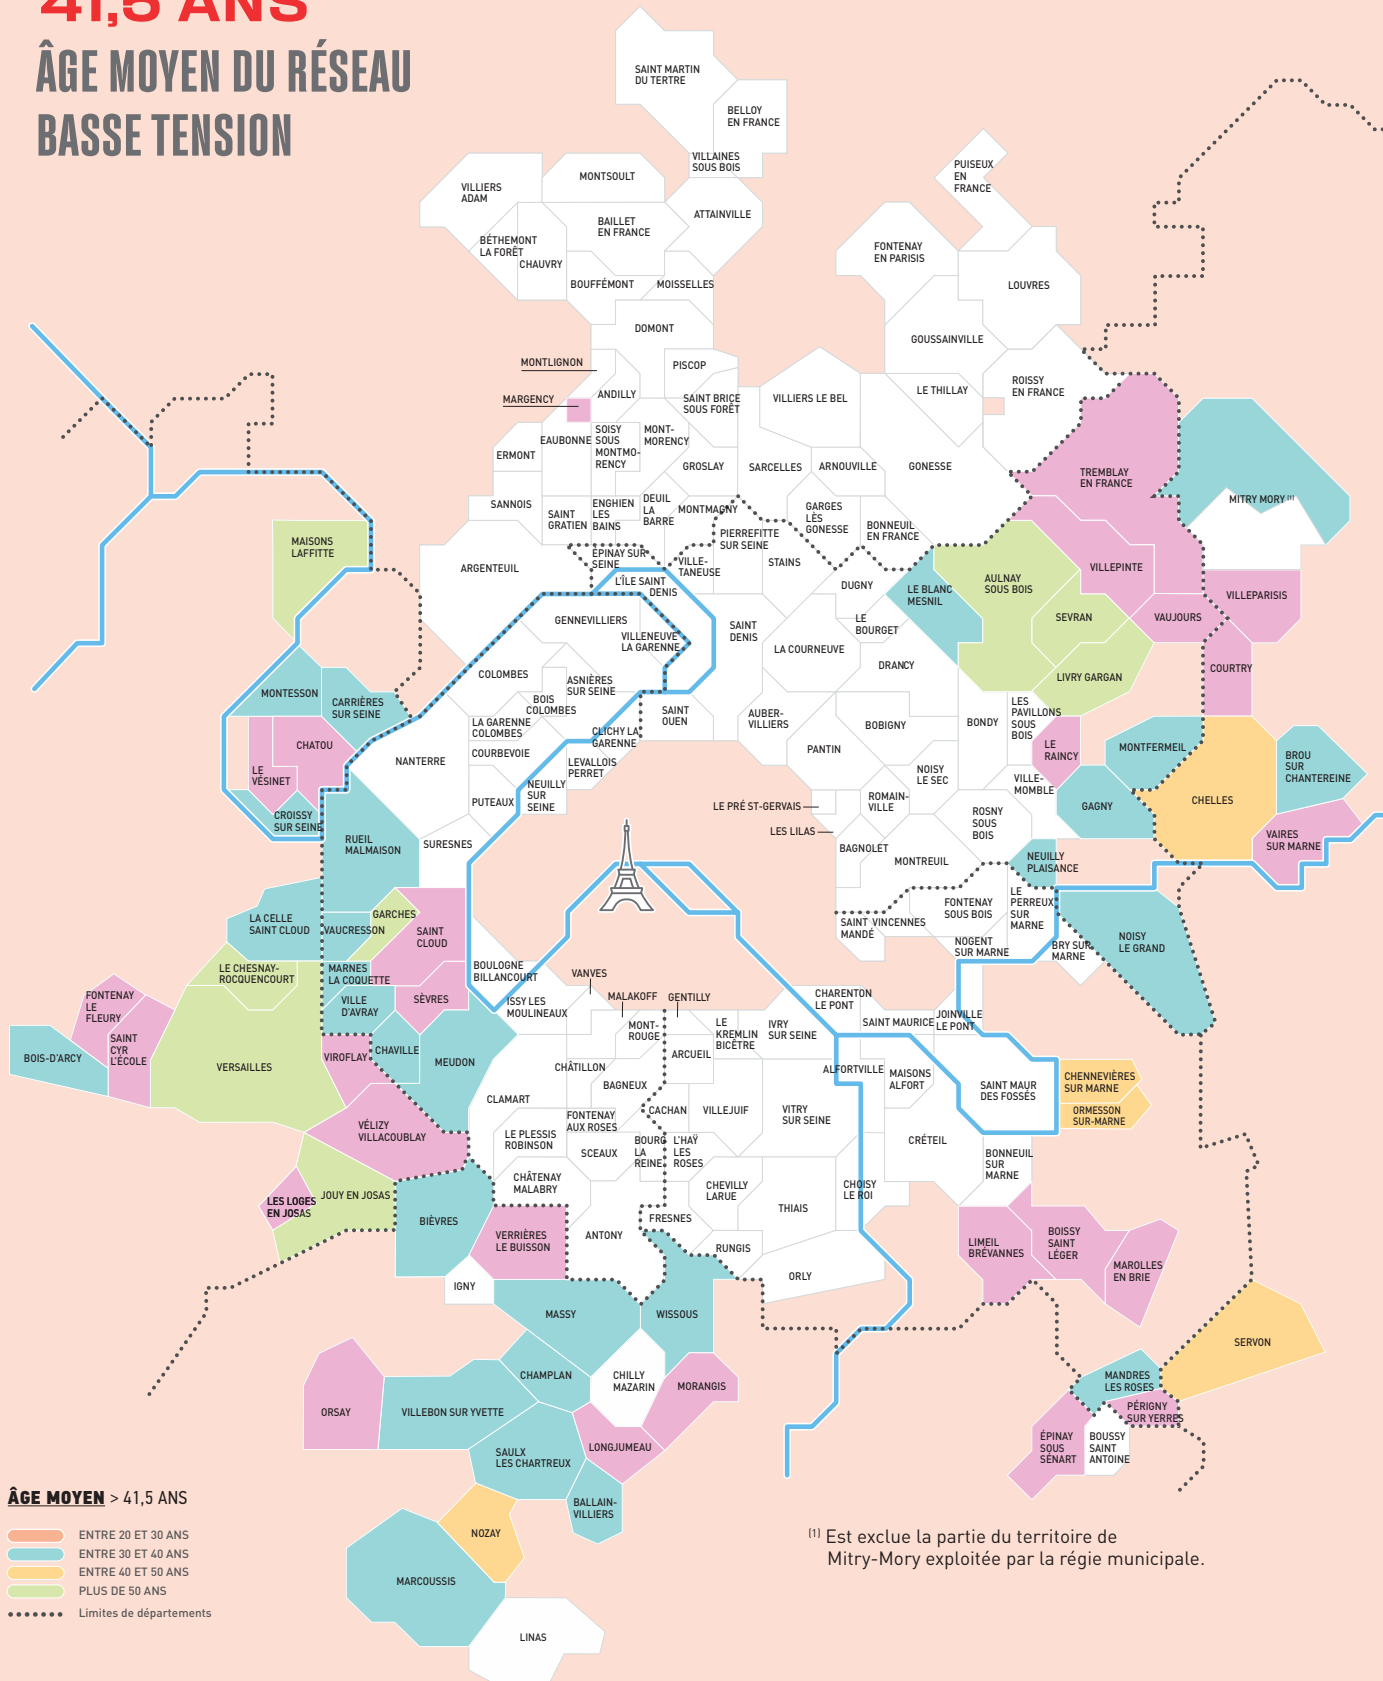 41,5 ANS
ÂGE MOYEN DU RÉSEAU
BASSE TENSION
SAINT MARTIN
DU TERTRE
BELLOY
EN FRANCE
VILLAINES
SOUS BOIS
PUISEUX
EN
FRANCE
VILLIERS
ADAM
MONTSOULT
ATTAINVILLE
BAILLET
EN FRANCE
BÉTHEMONT
LA FORÊT
CHAUVRY
FONTENAY
EN PARISIS
BOUFFÉMONT
MOISSELLES
LOUVRES
DOMONT
GOUSSAINVILLE
MONTLIGNON
PISCOP
ROISSY
EN FRANCE
LE THILLAY
MARGENCY
ANDILLY
SAINT BRICE
SOUS FORÊT
VILLIERS LE BEL
EAUBONNE
SOISY
SOUS
MONTMO-
RENCY
MONT-
MORENCY
ERMONT
GROSLAY
SARCELLES
ARNOUVILLE
GONESSE
TREMBLAY
EN FRANCE
MITRY MORY (1)
SANNOIS
SAINT
GRATIEN
ENGHIEN
LES
BAINS
DEUIL
LA
BARRE
MONTMAGNY
GARGES
LÈS
GONESSE
BONNEUIL
EN FRANCE
MAISONS
LAFFITTE
PIERREFITTE
SUR SEINE
ÉPINAY SUR
SEINE
VILLE-
TANEUSE
STAINS
ARGENTEUIL
VILLEPINTE
L'ÎLE SAINT
DENIS
DUGNY
LE BLANC
MESNIL
AULNAY
SOUS BOIS
VILLEPARISIS
GENNEVILLIERS
SEVRAN
VAUJOURS
VILLENEUVE
LA GARENNE
SAINT
DENIS
LE
BOURGET
LA COURNEUVE
DRANCY
COURTRY
COLOMBES
LIVRY GARGAN
MONTESSON
ASNIÈRES
SUR SEINE
CARRIÈRES
SUR SEINE
BOIS
COLOMBES
SAINT
OUEN
AUBER-
VILLIERS
BOBIGNY
BONDY
LES
PAVILLONS
SOUS
BOIS
LA GARENNE
COLOMBES
CLICHY LA
GARENNE
CHATOU
COURBEVOIE
PANTIN
LE
RAINCY
MONTFERMEIL
BROU
SUR
CHANTEREINE
NANTERRE
LEVALLOIS
PERRET
NOISY
LE SEC
LE
VÉSINET
VILLE-
MOMBLE
PUTEAUX
NEUILLY
SUR
SEINE
ROMAIN-
VILLE
LE PRÉ ST-GERVAIS
GAGNY
CHELLES
CROISSY
SUR SEINE
ROSNY
SOUS
BOIS
LES LILAS
VAIRES
SUR MARNE
RUEIL
MALMAISON
SURESNES
BAGNOLET
MONTREUIL
NEUILLY
PLAISANCE
LE
PERREUX
SUR
MARNE
GARCHES
FONTENAY
SOUS BOIS
LA CELLE
SAINT CLOUD
VAUCRESSON
SAINT
CLOUD
SAINT
MANDÉ
VINCENNES
NOISY
LE GRAND
NOGENT
SUR MARNE
BRY SUR
MARNE
LE CHESNAY-
ROCQUENCOURT
MARNES
LA COQUETTE
BOULOGNE
BILLANCOURT
VANVES
FONTENAY
LE
FLEURY
VILLE
D'AVRAY
SÈVRES
ISSY LES
MOULINEAUX
MALAKOFF
GENTILLY
CHARENTON
LE PONT
JOINVILLE
LE PONT
SAINT MAURICE
MONT-
ROUGE
LE
KREMLIN
BICÊTRE
IVRY
SUR SEINE
SAINT
CYR
L'ÉCOLE
BOIS-D'ARCY
VIROFLAY
CHAVILLE
MEUDON
ARCUEIL
VERSAILLES
CHÂTILLON
ALFORTVILLE
MAISONS
ALFORT
CHENNEVIÈRES
SUR MARNE
BAGNEUX
SAINT MAUR
DES FOSSÉS
CLAMART
CACHAN
VILLEJUIF
VITRY
SUR SEINE
ORMESSON
SUR-MARNE
FONTENAY
AUX ROSES
VÉLIZY
VILLACOUBLAY
LE PLESSIS
ROBINSON
SCEAUX
BOURG
LA
REINE
L'HAŸ
LES
ROSES
CRÉTEIL
BONNEUIL
SUR
MARNE
CHÂTENAY
MALABRY
CHEVILLY
LARUE
CHOISY
LE ROI
LES LOGES
EN JOSAS
JOUY EN JOSAS
THIAIS
BIÈVRES
FRESNES
VERRIÈRES
LE BUISSON
ANTONY
RUNGIS
LIMEIL
BRÉVANNES
BOISSY
SAINT
LÉGER
MAROLLES
EN BRIE
IGNY
ORLY
MASSY
WISSOUS
SERVON
CHAMPLAN
CHILLY
MAZARIN
MORANGIS
MANDRES
LES ROSES
ORSAY
VILLEBON SUR YVETTE
PÉRIGNY
SUR YERRES
LONGJUMEAU
ÉPINAY
SOUS
SÉNART
BOUSSY
SAINT
ANTOINE
SAULX
LES CHARTREUX
BALLAIN-
VILLIERS
NOZAY
MARCOUSSIS
LINAS
ÂGE MOYEN > 41,5 ANS
ENTRE 20 ET 30 ANS
ENTRE 30 ET 40 ANS
ENTRE 40 ET 50 ANS
PLUS DE 50 ANS
Limites de départements
(1) Est exclue la partie du territoire de
Mitry-Mory exploitée par la régie municipale.